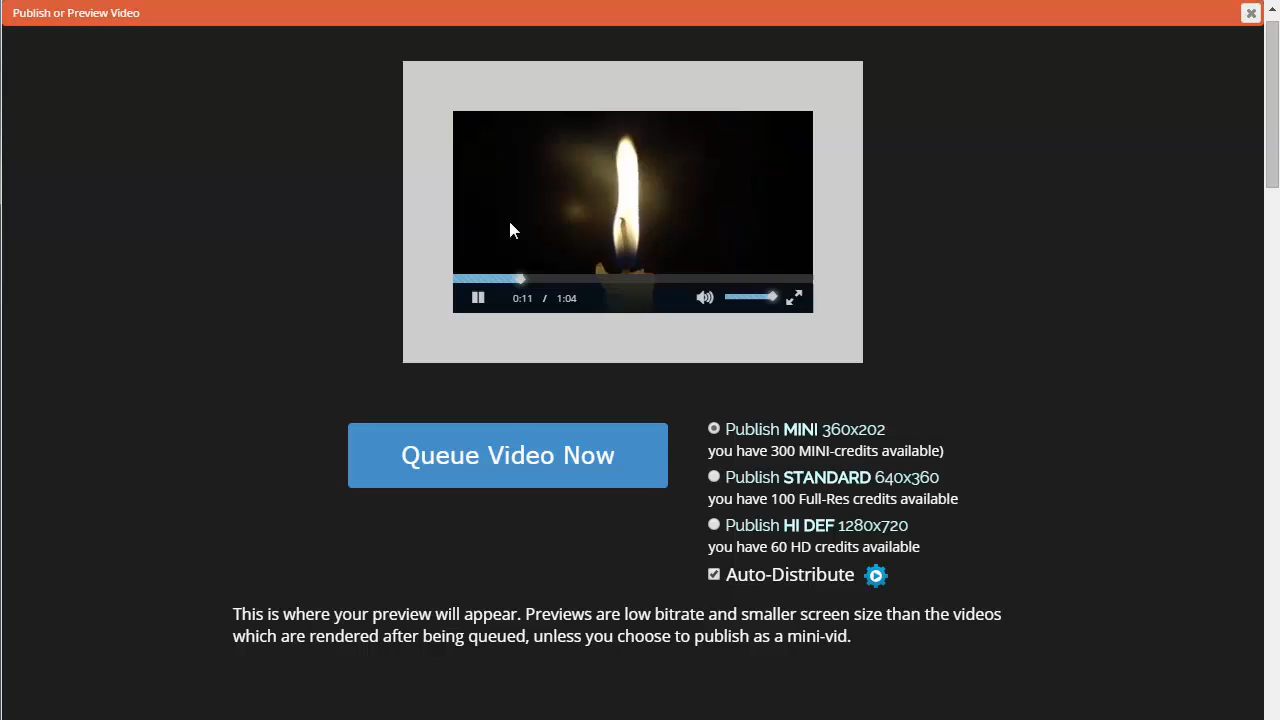 Publish or Preview Video
0:11 / 1:04
Queue Video Now
Publish MINI 360x202
you have 300 MINI-credits available)
Publish STANDARD 640x360
you have 100 Full-Res credits available
Publish HI DEF 1280x720
you have 60 HD credits available
Auto-Distribute
This is where your preview will appear. Previews are low bitrate and smaller screen size than the videos
which are rendered after being queued, unless you choose to publish as a mini-vid.